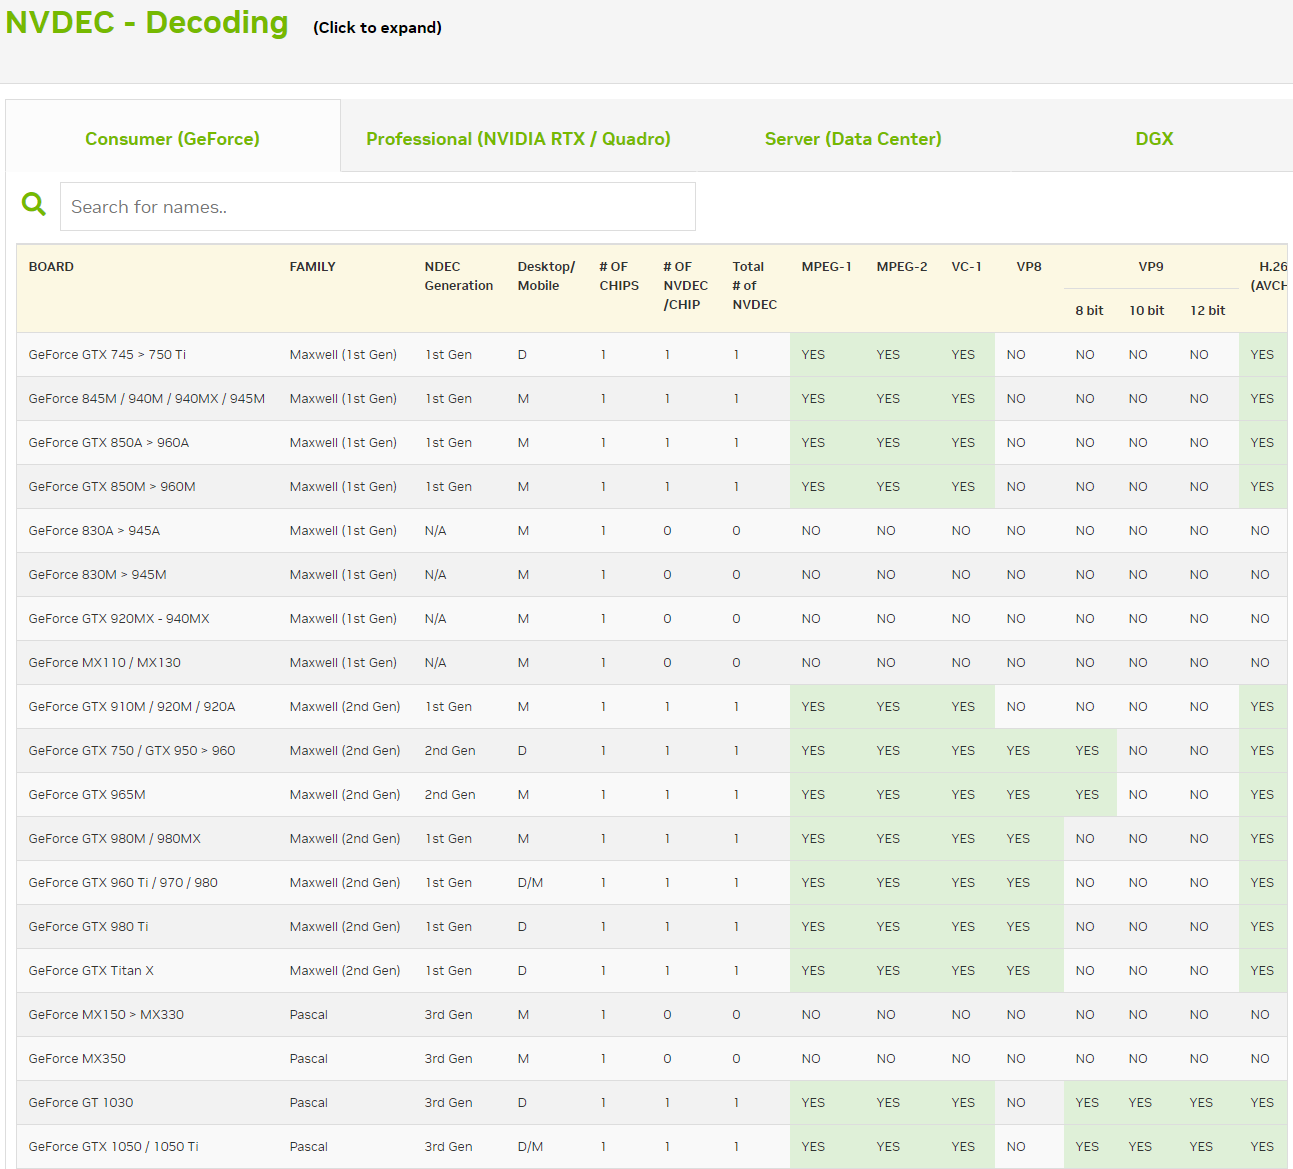 NVDEC - Decoding (Click to expand)
Consumer (GeForce) Professional (NVIDIA RTX / Quadro) Server (Data Center) DGX
Search for names..
BOARD FAMILY NDEC Generation Desktop/ Mobile # OF CHIPS # OF NVDEC /CHIP Total # of NVDEC MPEG-1 MPEG-2 VC-1 VP8 VP9 H.26 (AVCH
8 bit 10 bit 12 bit
GeForce GTX 745 > 750 Ti Maxwell (1st Gen) 1st Gen D 1 1 1 YES YES YES NO NO NO NO YES
GeForce 845M / 940M / 940MX / 945M Maxwell (1st Gen) 1st Gen M 1 1 1 YES YES YES NO NO NO NO YES
GeForce GTX 850A > 960A Maxwell (1st Gen) 1st Gen M 1 1 1 YES YES YES NO NO NO NO YES
GeForce GTX 850M > 960M Maxwell (1st Gen) 1st Gen M 1 1 1 YES YES YES NO NO NO NO YES
GeForce 830A > 945A Maxwell (1st Gen) N/A M 1 0 0 NO NO NO NO NO NO NO NO
GeForce 830M > 945M Maxwell (1st Gen) N/A M 1 0 0 NO NO NO NO NO NO NO NO
GeForce GTX 920MX - 940MX Maxwell (1st Gen) N/A M 1 0 0 NO NO NO NO NO NO NO NO
GeForce MX110 / MX130 Maxwell (1st Gen) N/A M 1 0 0 NO NO NO NO NO NO NO NO
GeForce GTX 910M / 920M / 920A Maxwell (2nd Gen) 1st Gen M 1 1 1 YES YES YES NO NO NO NO YES
GeForce GTX 750 / GTX 950 > 960 Maxwell (2nd Gen) 2nd Gen D 1 1 1 YES YES YES YES YES NO NO YES
GeForce GTX 965M Maxwell (2nd Gen) 2nd Gen M 1 1 1 YES YES YES YES YES NO NO YES
GeForce GTX 980M / 980MX Maxwell (2nd Gen) 1st Gen M 1 1 1 YES YES YES YES NO NO NO YES
GeForce GTX 960 Ti / 970 / 980 Maxwell (2nd Gen) 1st Gen D/M 1 1 1 YES YES YES YES NO NO NO YES
GeForce GTX 980 Ti Maxwell (2nd Gen) 1st Gen D 1 1 1 YES YES YES YES NO NO NO YES
GeForce GTX Titan X Maxwell (2nd Gen) 1st Gen D 1 1 1 YES YES YES YES NO NO NO YES
GeForce MX150 > MX330 Pascal 3rd Gen M 1 0 0 NO NO NO NO NO NO NO NO
GeForce MX350 Pascal 3rd Gen M 1 0 0 NO NO NO NO NO NO NO NO
GeForce GT 1030 Pascal 3rd Gen D 1 1 1 YES YES YES NO YES YES YES YES
GeForce GTX 1050 / 1050 Ti Pascal 3rd Gen D/M 1 1 1 YES YES YES NO YES YES YES YES